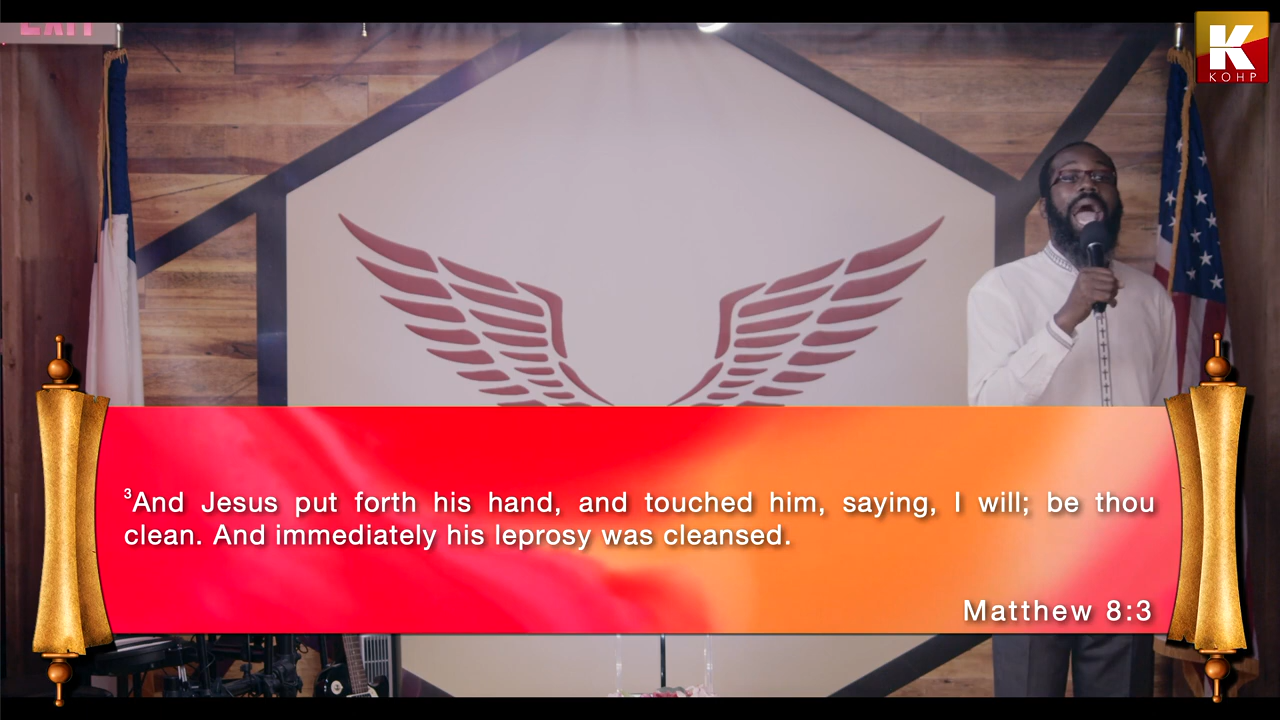 EXIT
K
KOHP
³And Jesus put forth his hand, and touched him, saying, I will; be thou
clean. And immediately his leprosy was cleansed.
Matthew 8:3